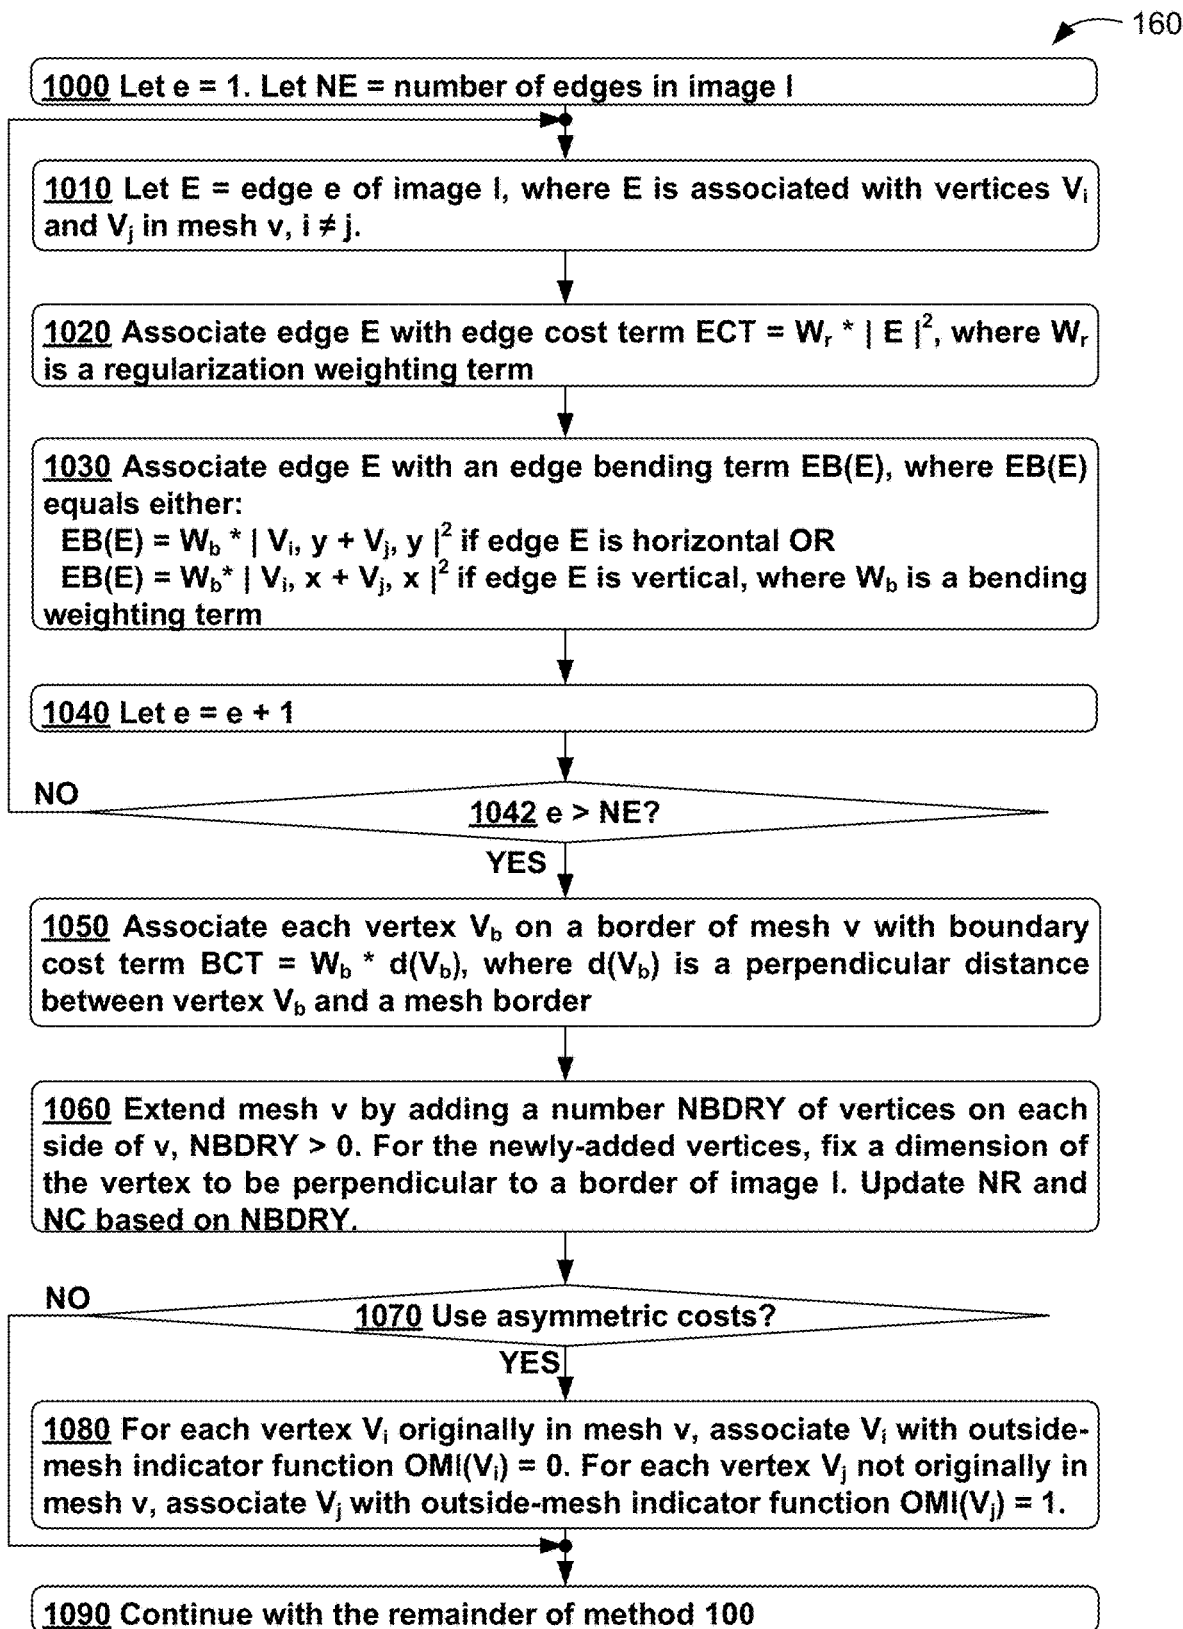 160
1000 Let e = 1. Let NE = number of edges in image I
1010 Let E = edge e of image I, where E is associated with vertices Vᵢ
and Vⱼ in mesh v, i ≠ j.
1020 Associate edge E with edge cost term ECT = Wᵣ * | E |², where Wᵣ
is a regularization weighting term
1030 Associate edge E with an edge bending term EB(E), where EB(E)
equals either:
EB(E) = W_b * | Vᵢ, y + Vⱼ, y |² if edge E is horizontal OR
EB(E) = W_b* | Vᵢ, x + Vⱼ, x |² if edge E is vertical, where W_b is a bending
weighting term
1040 Let e = e + 1
NO
1042 e > NE?
YES
1050 Associate each vertex V_b on a border of mesh v with boundary
cost term BCT = W_b * d(V_b), where d(V_b) is a perpendicular distance
between vertex V_b and a mesh border
1060 Extend mesh v by adding a number NBDRY of vertices on each
side of v, NBDRY > 0. For the newly-added vertices, fix a dimension of
the vertex to be perpendicular to a border of image I. Update NR and
NC based on NBDRY.
NO
1070 Use asymmetric costs?
YES
1080 For each vertex Vᵢ originally in mesh v, associate Vᵢ with outside-
mesh indicator function OMI(Vᵢ) = 0. For each vertex Vⱼ not originally in
mesh v, associate Vⱼ with outside-mesh indicator function OMI(Vⱼ) = 1.
1090 Continue with the remainder of method 100